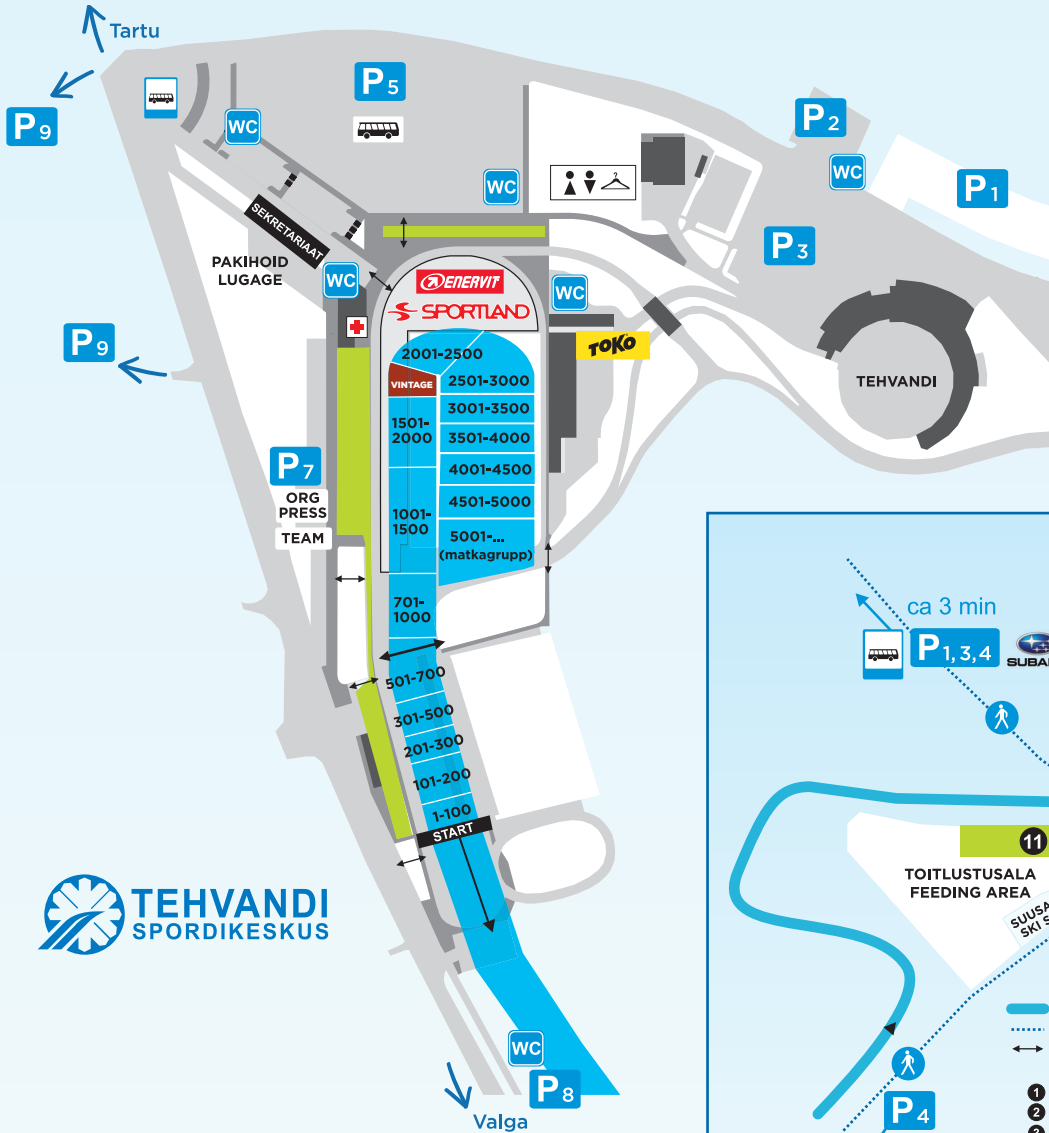 Tartu
P5
P9
P2
WC
WC
WC
P1
SEKRETARIAAT
P3
PAKIHOID
LUGAGE
WC
ENERVIT
WC
SPORTLAND
P9
TOKO
2001-2500
VINTAGE
2501-3000
TEHVANDI
3001-3500
1501-
2000
3501-4000
4001-4500
P7
ORG
PRESS
TEAM
4501-5000
1001-
1500
5001-...
(matkagrupp)
701-
1000
501-700
301-500
201-300
101-200
1-100
START
TEHVANDI
SPORDIKESKUS
WC
P8
Valga
ca 3 min
P1,3,4
11
TOITLUSTUSALA
FEEDING AREA
P4
1
2